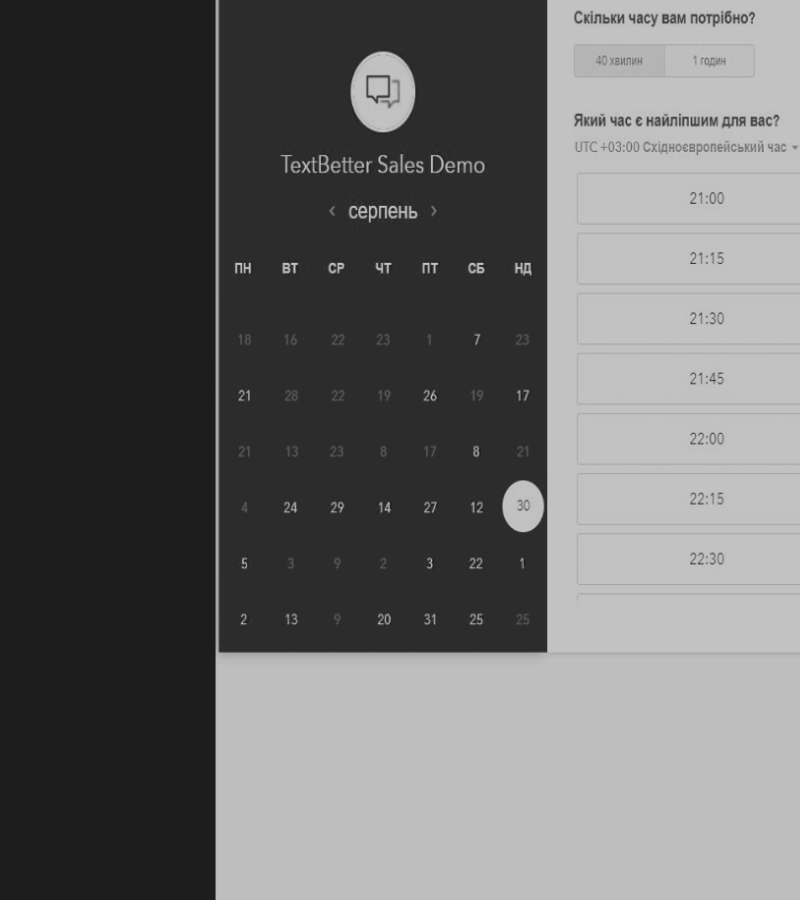 TextBetter Sales Demo
‹ серпень ›
ПН ВТ СР ЧТ ПТ СБ НД
18 16 22 23 1 7 23
21 28 22 19 26 19 17
21 13 23 8 17 8 21
4 24 29 14 27 12 30
5 3 9 2 3 22 1
2 13 9 20 31 25 25
Скільки часу вам потрібно?
40 хвилин 1 годин
Який час є найліпшим для вас?
UTC +03:00 Східноєвропейський час
21:00
21:15
21:30
21:45
22:00
22:15
22:30